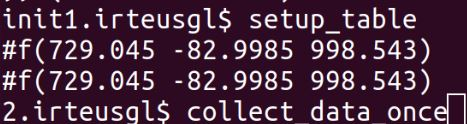 init1.irteusgl$ setup_table
#f(729.045 -82.9985 998.543)
#f(729.045 -82.9985 998.543)
2.irteusgl$ collect_data_once